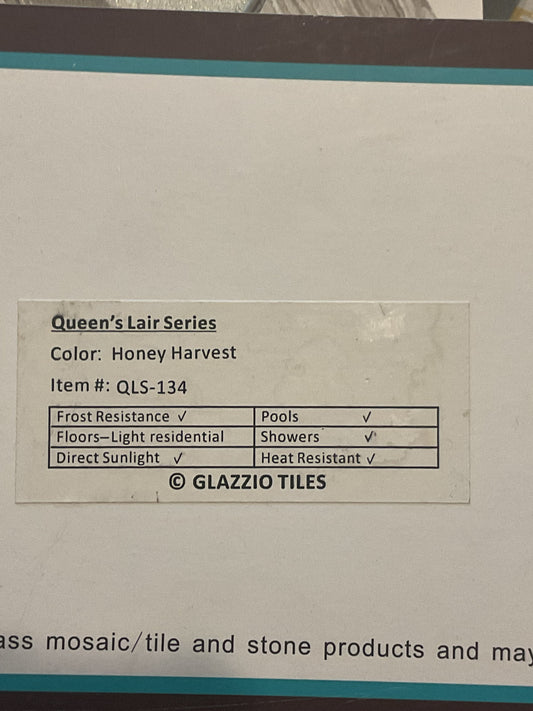 Queen's Lair Series
Color: Honey Harvest
Item #: QLS-134
Frost Resistance ✓ Pools ✓
Floors–Light residential Showers ✓
Direct Sunlight ✓ Heat Resistant ✓
© GLAZZIO TILES
ass mosaic/tile and stone products and may